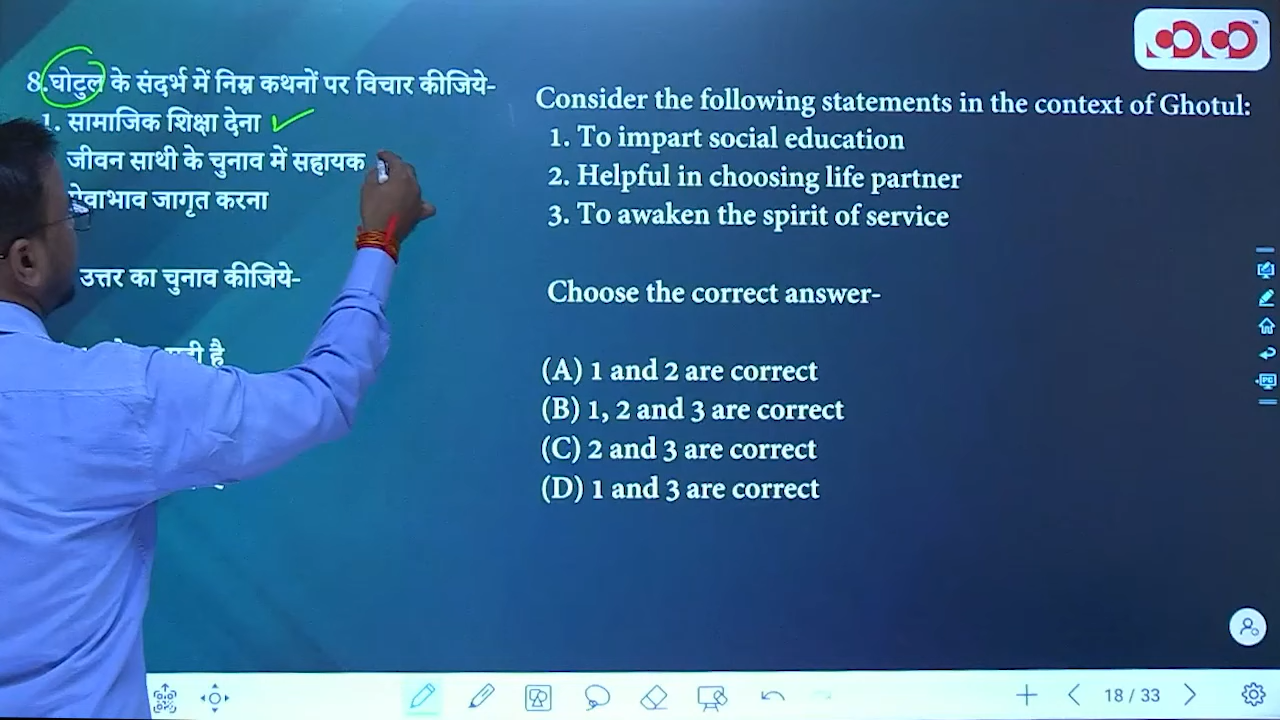 8.घोटुल के संदर्भ में निम्न कथनों पर विचार कीजिये-
1. सामाजिक शिक्षा देना
जीवन साथी के चुनाव में सहायक
जागृत करना
उत्तर का चुनाव कीजिये-
है
Consider the following statements in the context of Ghotul:
1. To impart social education
2. Helpful in choosing life partner
3. To awaken the spirit of service
Choose the correct answer-
(A) 1 and 2 are correct
(B) 1, 2 and 3 are correct
(C) 2 and 3 are correct
(D) 1 and 3 are correct
PC
18 / 33